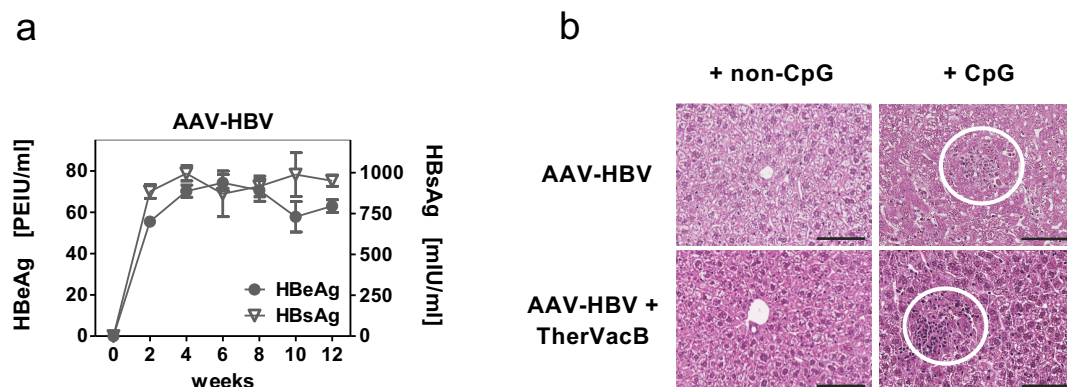 a
AAV-HBV
HBeAg [PEIU/ml]
80
60
40
20
0
HBsAg [mIU/ml]
1000
750
500
250
0
HBeAg
HBsAg
0 2 4 6 8 10 12
weeks
b
+ non-CpG
+ CpG
AAV-HBV
AAV-HBV +
TherVacB